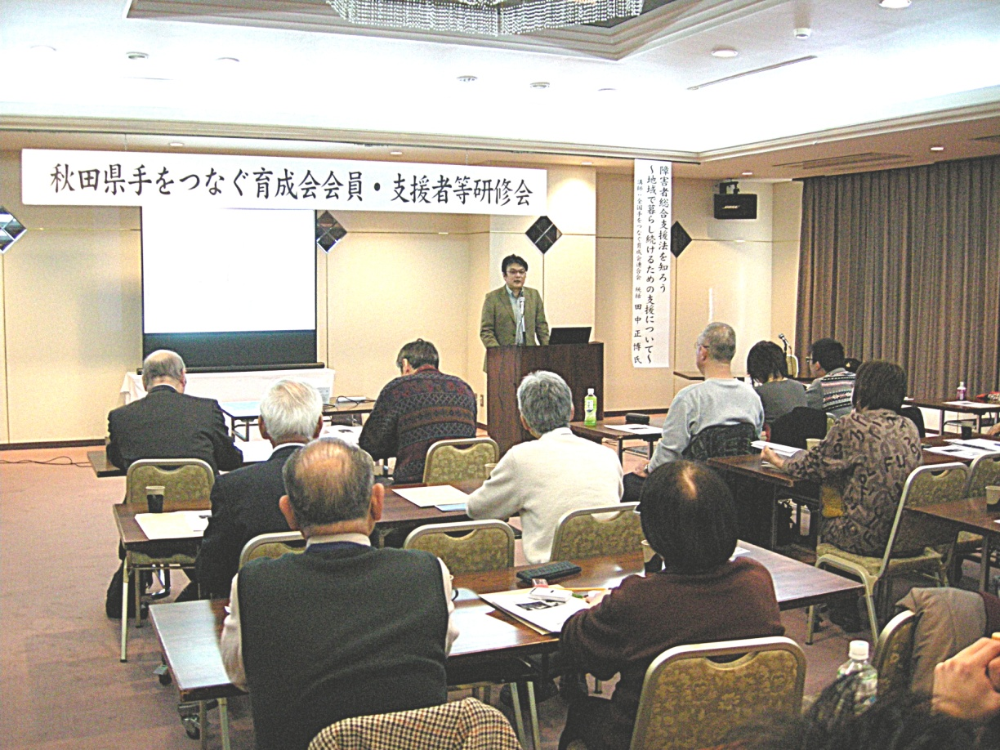 秋田県手をつなぐ育成会会員・支援者等研修会
障害者総合支援法を知ろう
～地域で暮らし続けるための支援について～
講師：全国手をつなぐ育成会連合会 統括 田中正博氏
BOSE